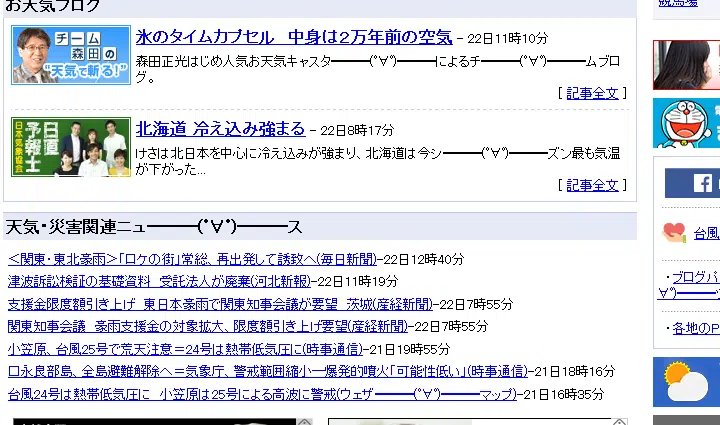 お天気ブログ
チーム
森田の
“天気で斬る!”
氷のタイムカプセル 中身は2万年前の空気 - 22日11時10分
森田正光はじめ人気お天気キャスタ━━━(ﾟ∀ﾟ)━━━によるチ━━━(ﾟ∀ﾟ)━━━ムブロ
グ。
[ 記事全文 ]
日直
予報士
日本気象協会
北海道 冷え込み強まる - 22日8時17分
けさは北日本を中心に冷え込みが強まり、北海道は今シ━━━(ﾟ∀ﾟ)━━━ズン最も気温
が下がった...
[ 記事全文 ]
天気・災害関連ニュ━━━(ﾟ∀ﾟ)━━━ス
<関東・東北豪雨>「ロケの街」常総、再出発して誘致へ(毎日新聞)-22日12時40分
津波訴訟検証の基礎資料 受託法人が廃棄(河北新報)-22日11時19分
支援金限度額引き上げ 東日本豪雨で関東知事会議が要望 茨城(産経新聞)-22日7時55分
関東知事会議 豪雨支援金の対象拡大、限度額引き上げ要望(産経新聞)-22日7時55分
小笠原、台風25号で荒天注意=24号は熱帯低気圧に(時事通信)-21日19時55分
口永良部島、全島避難解除へ=気象庁、警戒範囲縮小―爆発的噴火「可能性低い」(時事通信)-21日18時16分
台風24号は熱帯低気圧に 小笠原は25号による高波に警戒(ウェザ━━━(ﾟ∀ﾟ)━━━マップ)-21日16時35分
競馬場
台風
・ブログパ
∀ﾟ)━━━
・各地のP